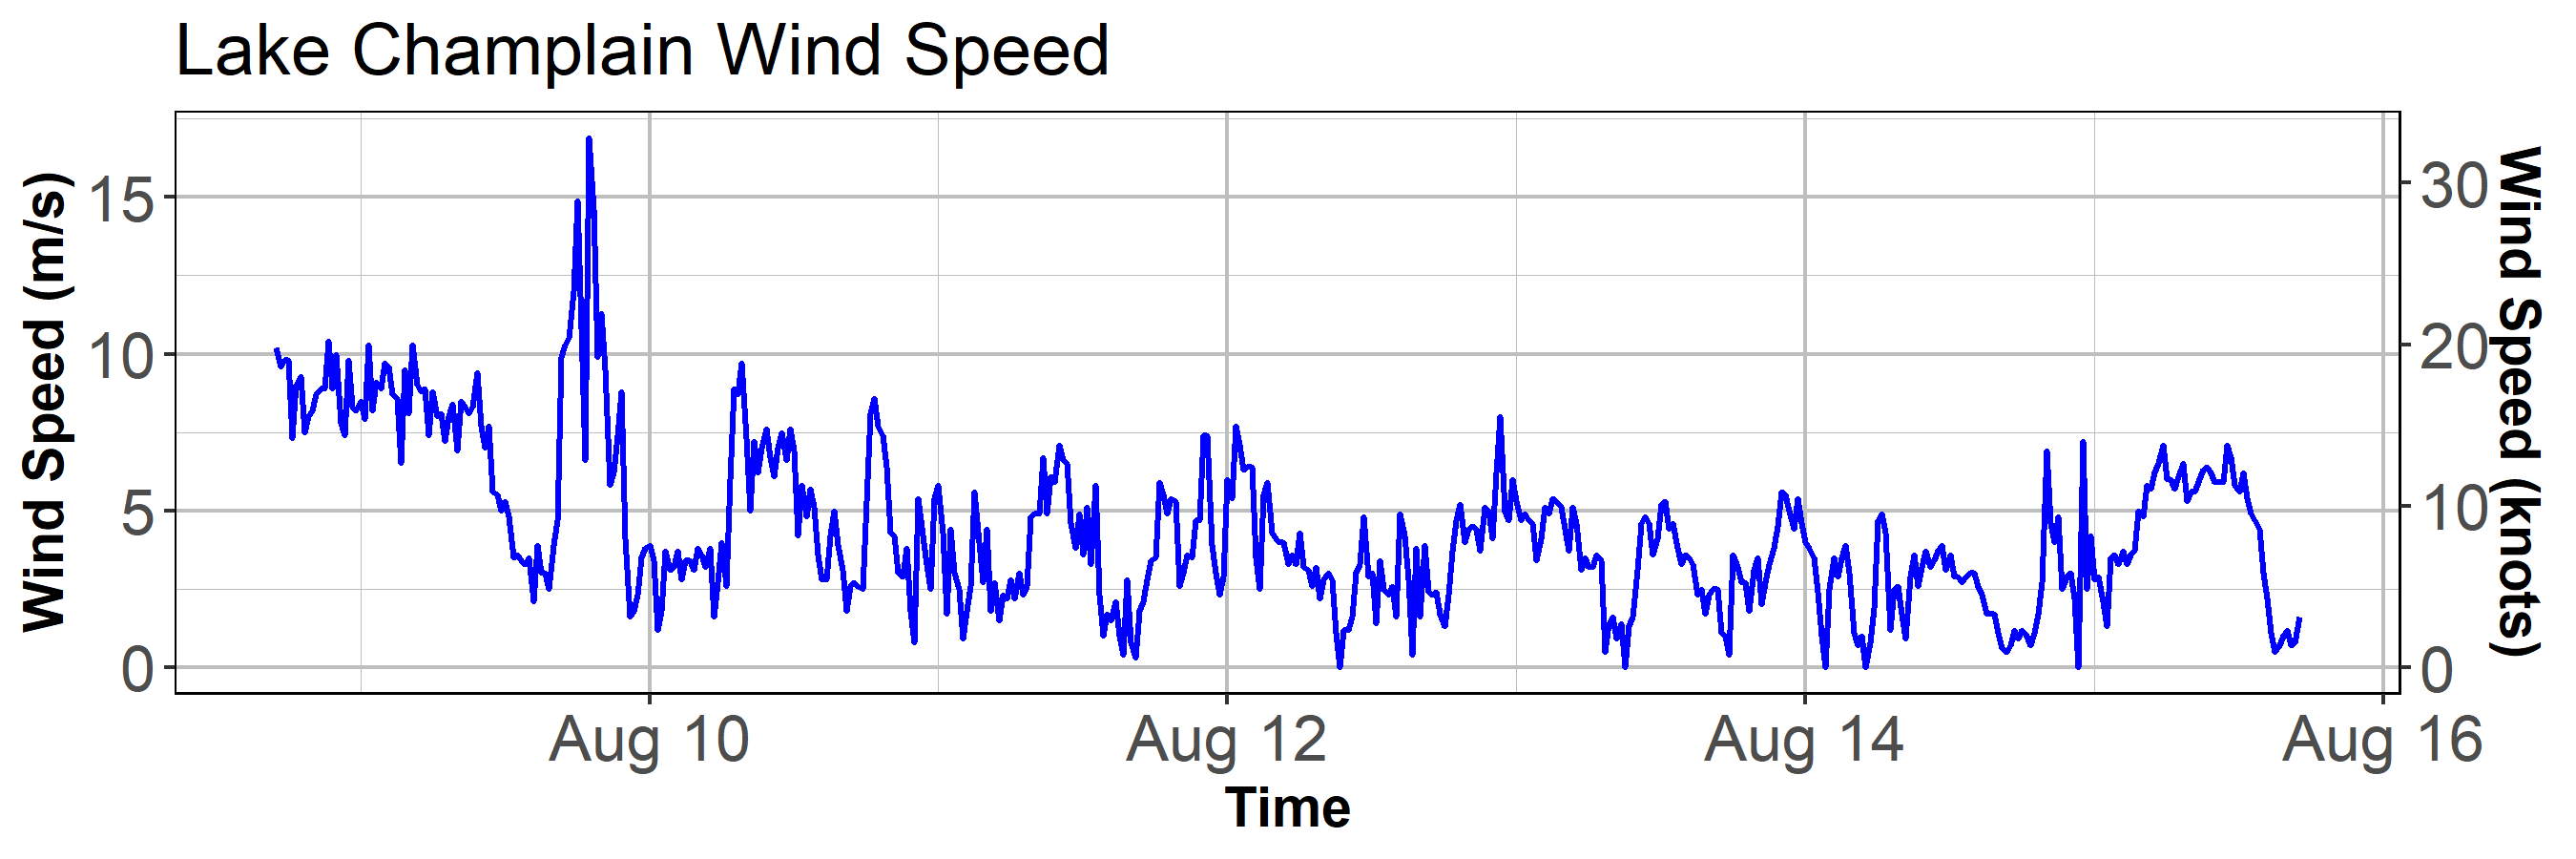 Lake Champlain Wind Speed
Wind Speed (m/s)
15
10
5
0
30
20
10
0
Wind Speed (knots)
Aug 10
Aug 12
Aug 14
Aug 16
Time